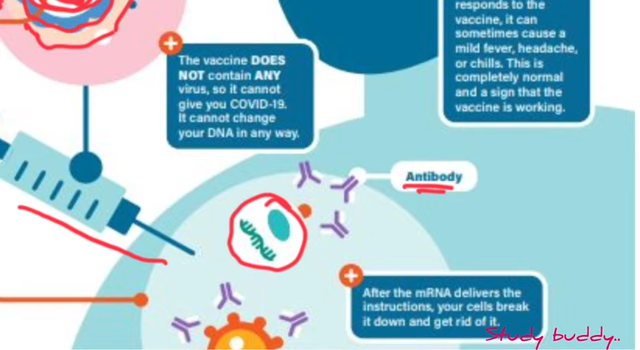 responds to the
vaccine, it can
sometimes cause a
mild fever, headache,
or chills. This is
completely normal
and a sign that the
vaccine is working.
The vaccine DOES
NOT contain ANY
virus, so it cannot
give you COVID-19.
It cannot change
your DNA in any way.
Antibody
After the mRNA delivers the
instructions, your cells break
it down and get rid of it.
Study buddy..